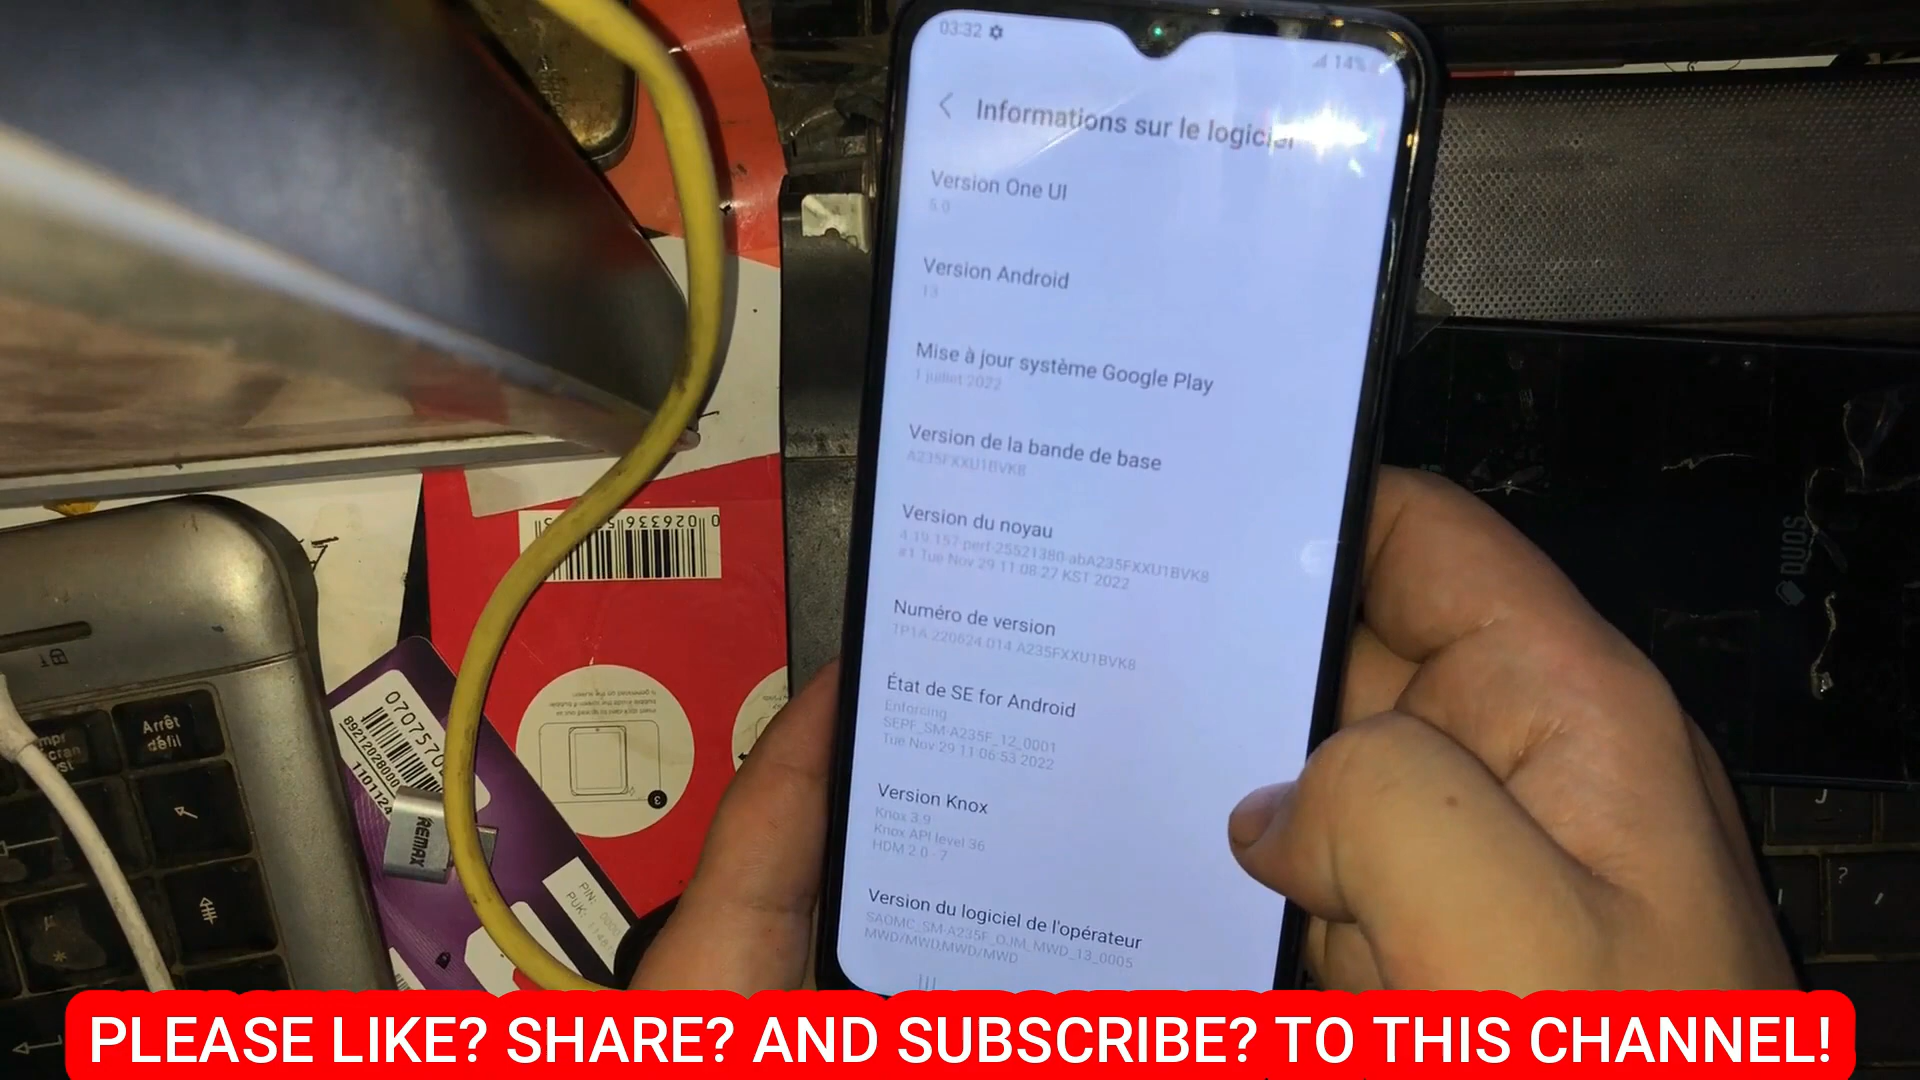 03:32
14%
Informations sur le logiciel
Version One UI
5.0
Version Android
13
Mise à jour système Google Play
1 juillet 2022
Version de la bande de base
A235FXXU1BVK8
Version du noyau
4.19.157-perf-25521380-abA235FXXU1BVK8
#1 Tue Nov 29 11:08:27 KST 2022
Numéro de version
TP1A.220624.014.A235FXXU1BVK8
État de SE for Android
Enforcing
SEPF_SM-A235F_12_0001
Tue Nov 29 11:06:53 2022
Version Knox
Knox 3.9
Knox API level 36
HDM 2.0 - 7
Version du logiciel de l'opérateur
SAOMC_SM-A235F_OJM_MWD_13_0005
MWD/MWD,MWD/MWD
DUOS
Arrêt
défil
REMAX
PIN:
PUK:
3
?
,
PLEASE LIKE? SHARE? AND SUBSCRIBE? TO THIS CHANNEL!